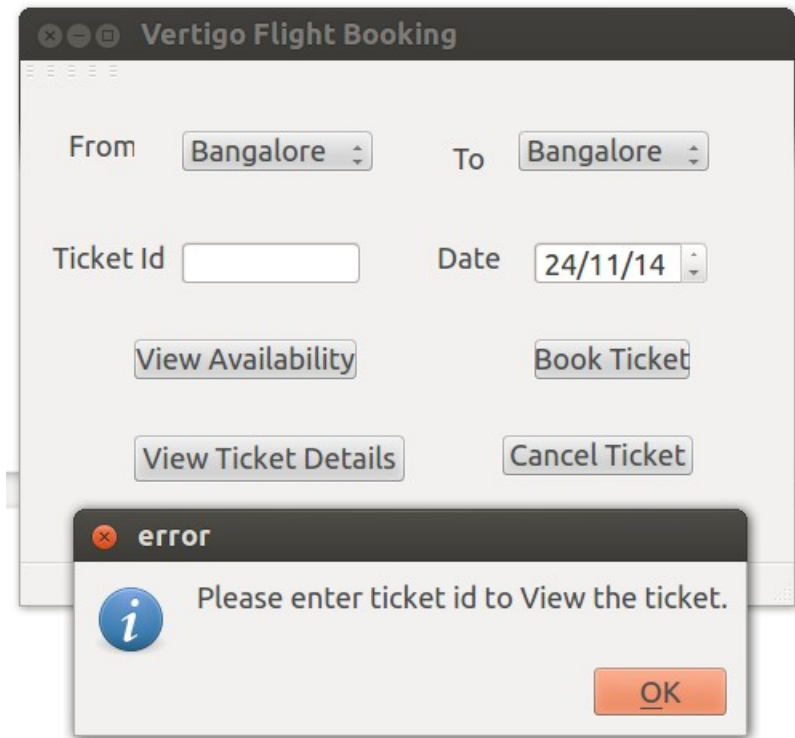 Vertigo Flight Booking
From Bangalore To Bangalore
Ticket Id Date 24/11/14
View Availability Book Ticket
View Ticket Details Cancel Ticket
error
Please enter ticket id to View the ticket.
OK